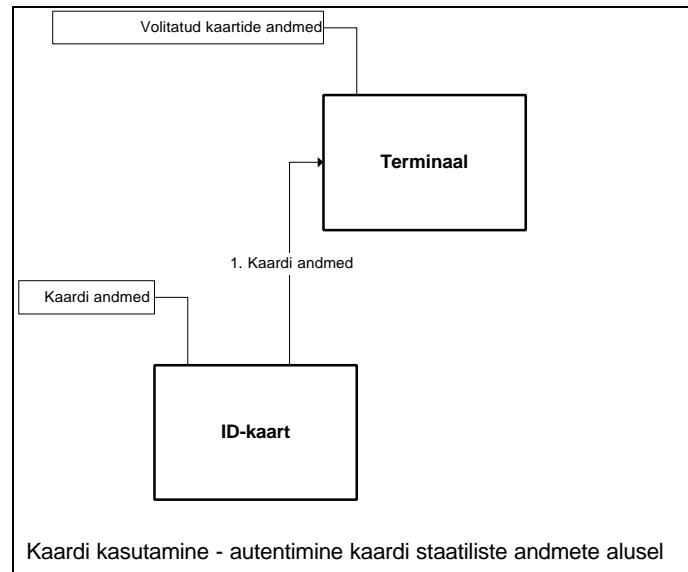 Volitatud kaartide andmed
Terminaal
1. Kaardi andmed
Kaardi andmed
ID-kaart
Kaardi kasutamine - autentimine kaardi staatiliste andmete alusel